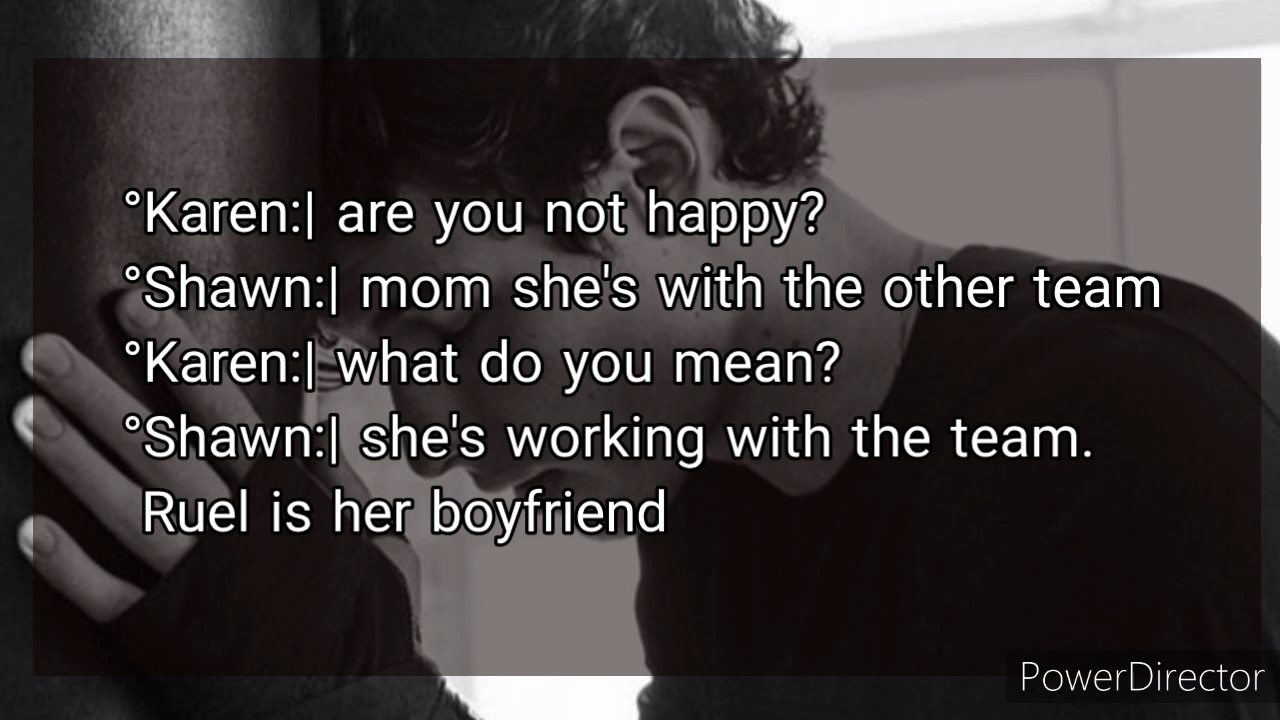 °Karen:| are you not happy?
°Shawn:| mom she's with the other team
°Karen:| what do you mean?
°Shawn:| she's working with the team.
Ruel is her boyfriend
PowerDirector